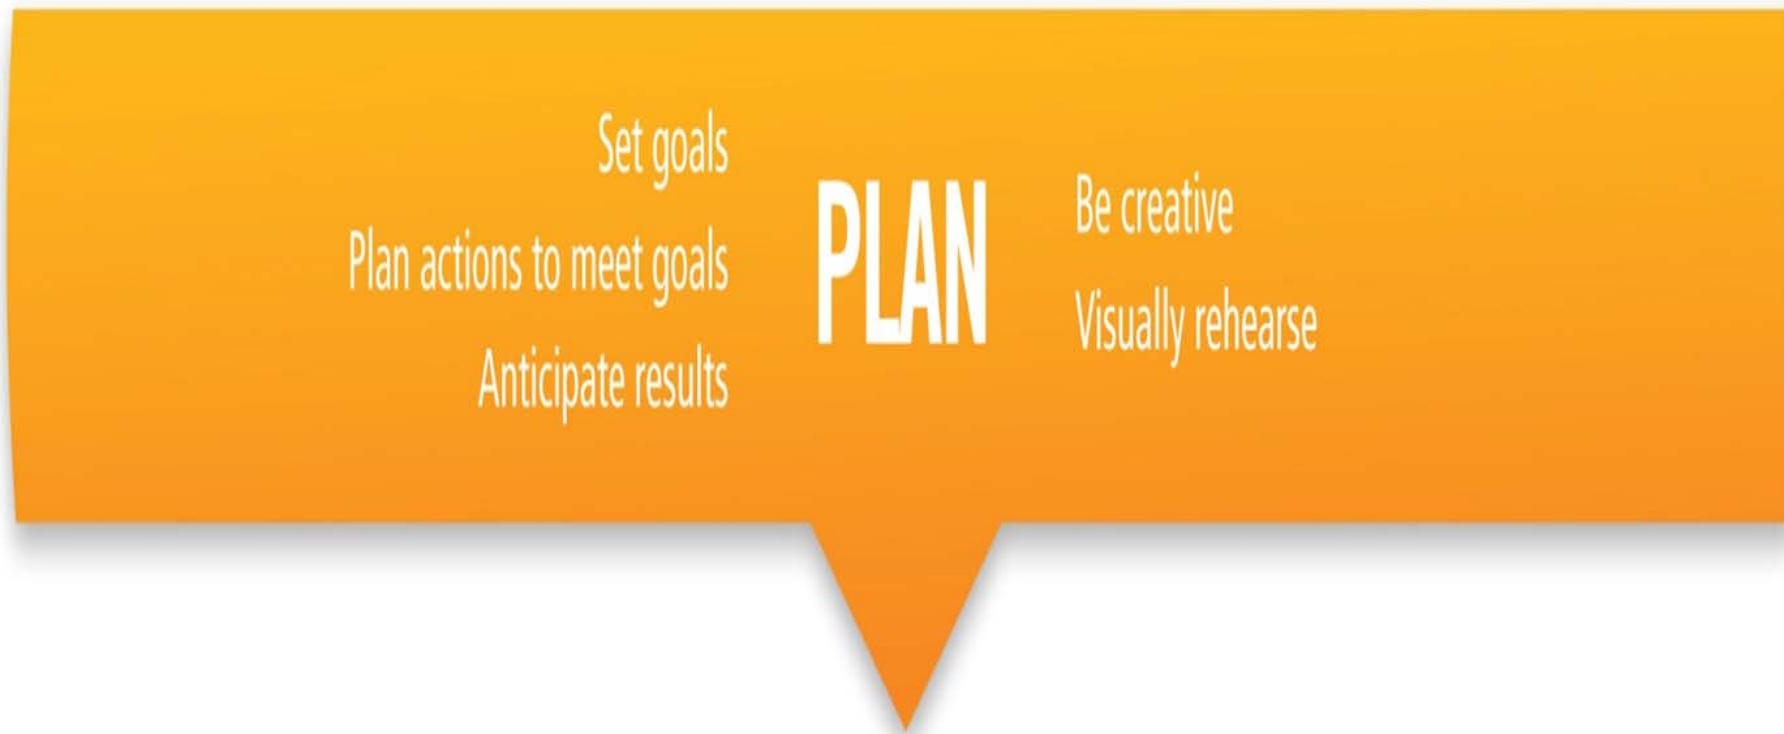 Set goals
Plan actions to meet goals
Anticipate results
PLAN
Be creative
Visually rehearse